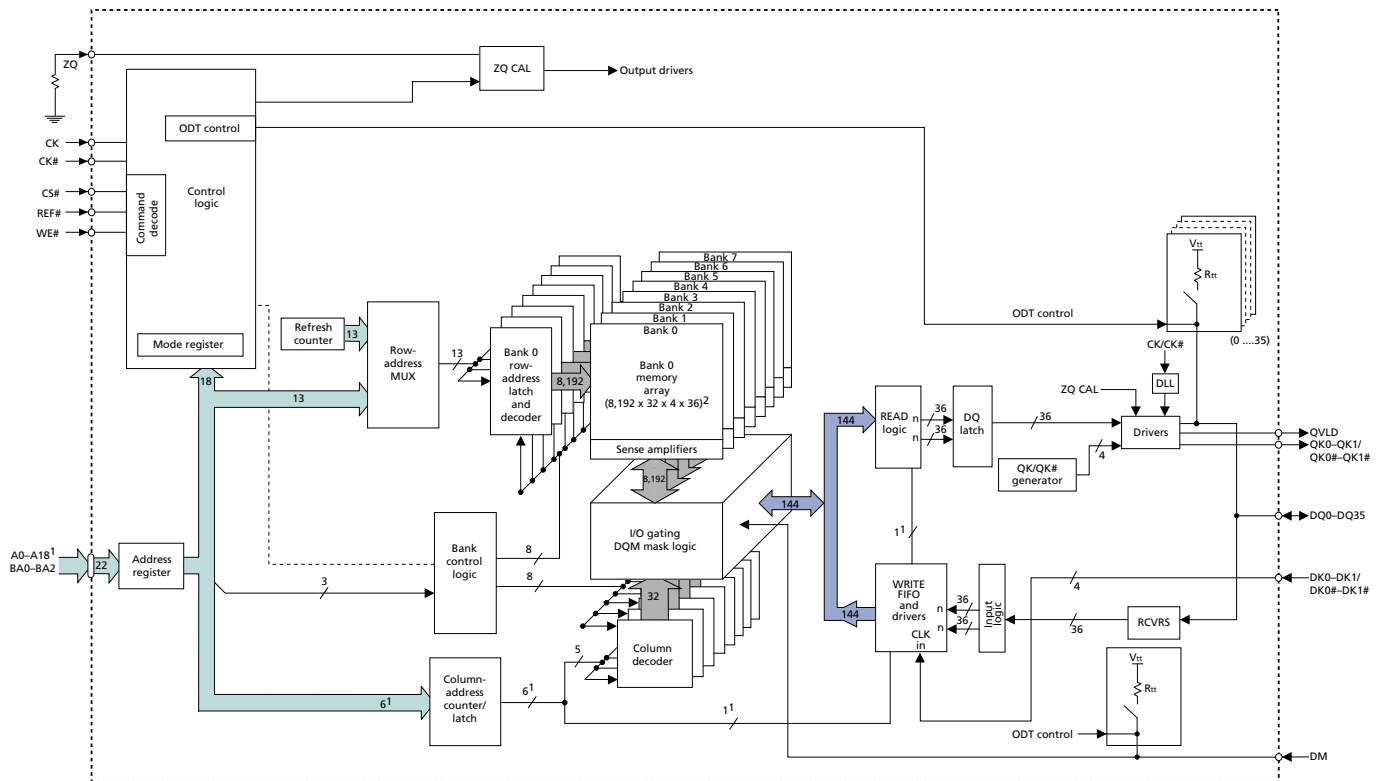 ZQ
ZQ CAL
Output drivers
ODT control
CK
CK#
CS#
REF#
WE#
Command
decode
Control
logic
Mode register
Refresh
counter
13
Row-
address
MUX
13
18
13
Bank 7
Bank 6
Bank 5
Bank 4
Bank 3
Bank 2
Bank 1
Bank 0
Bank 0
row-
address
latch
and
decoder
8,192
Bank 0
memory
array
(8,192 x 32 x 4 x 36)2
Sense amplifiers
8,192
I/O gating
DQM mask logic
32
Column
decoder
5
A0–A181
BA0–BA2
22
Address
register
3
Bank
control
logic
8
8
61
Column-
address
counter/
latch
61
11
144
144
144
READ
logic
n
n
36
36
DQ
latch
36
11
WRITE
FIFO
and
drivers
n
n
CLK
in
36
36
Input
logic
36
RCVRS
QK/QK#
generator
4
ZQ CAL
Drivers
CK/CK#
DLL
ODT control
Vtt
Rtt
(0 ....35)
QVLD
QK0–QK1/
QK0#–QK1#
DQ0–DQ35
4
DK0–DK1/
DK0#–DK1#
Vtt
Rtt
ODT control
DM